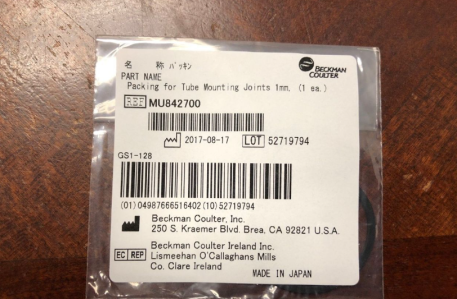 名 称 パッキン
BECKMAN
COULTER
PART NAME
Packing for Tube Mounting Joints 1mm, (1 ea.)
REF MU842700
2017-08-17 LOT 52719794
GS1-128
(01)04987666516402(10)52719794
Beckman Coulter, Inc.
250 S. Kraemer Blvd. Brea, CA 92821 U.S.A.
EC REP Beckman Coulter Ireland Inc.
Lismeehan O'Callaghans Mills
Co. Clare Ireland
MADE IN JAPAN